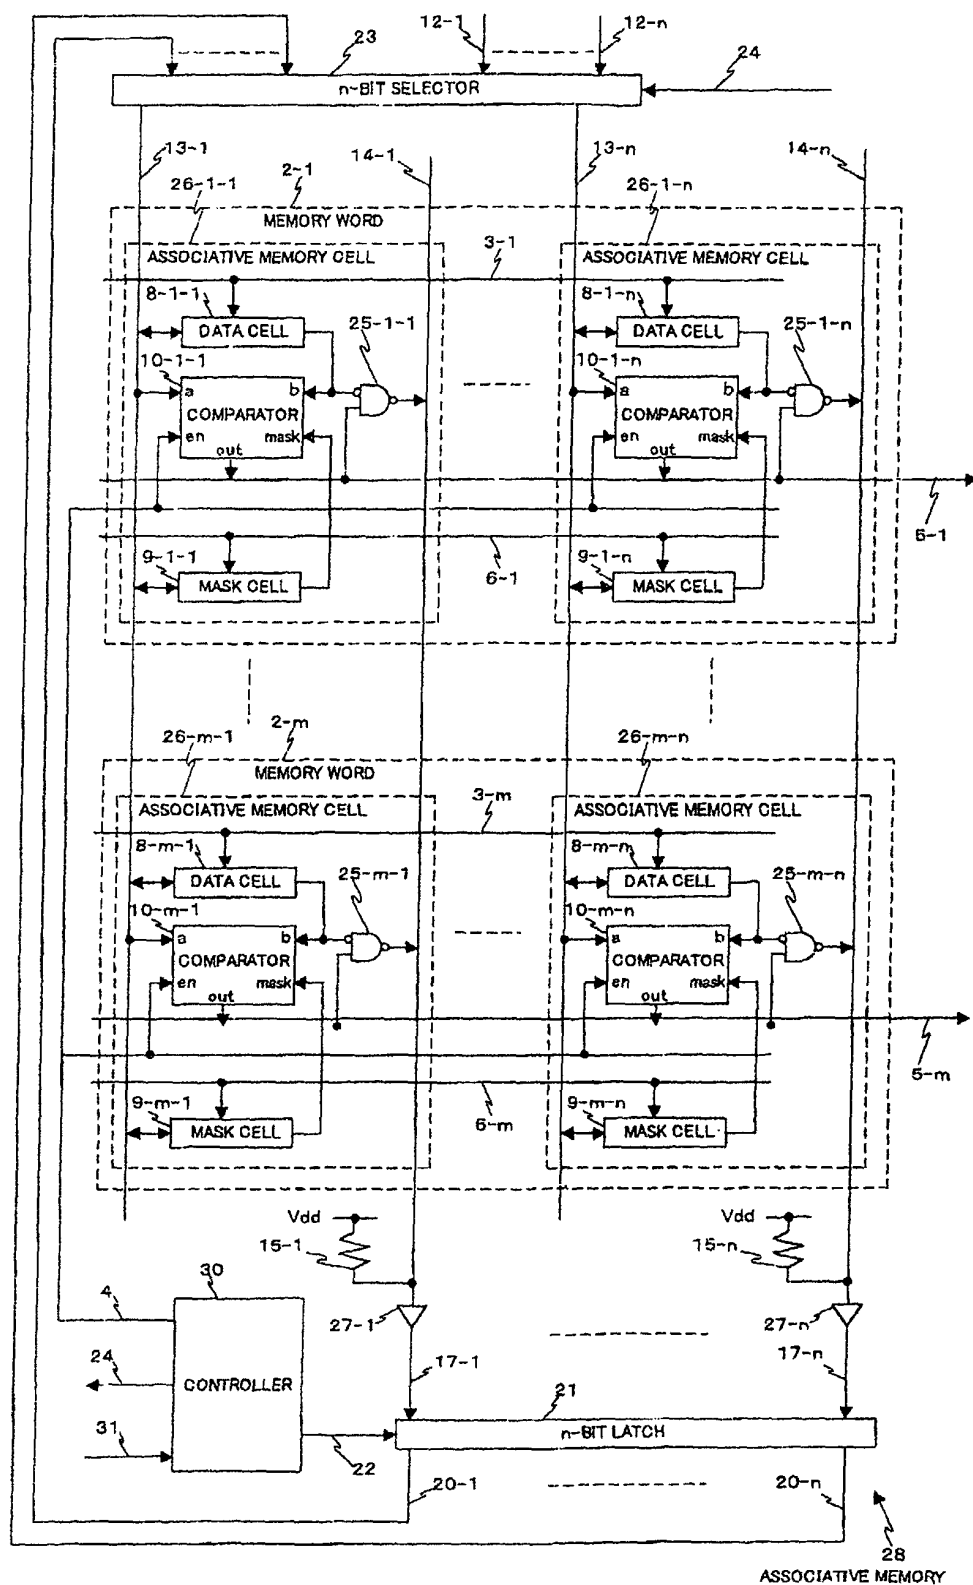 12-1
12-n
23
24
n-BIT SELECTOR
13-1
14-1
13-n
14-n
2-1
26-1-1
26-1-n
MEMORY WORD
3-1
ASSOCIATIVE MEMORY CELL
ASSOCIATIVE MEMORY CELL
8-1-1
8-1-n
DATA CELL
25-1-1
DATA CELL
25-1-n
10-1-1
10-1-n
a
b
a
b
COMPARATOR
COMPARATOR
en
mask
en
mask
out
out
6-1
9-1-1
6-1
9-1-n
MASK CELL
MASK CELL
2-m
26-m-1
26-m-n
MEMORY WORD
3-m
ASSOCIATIVE MEMORY CELL
ASSOCIATIVE MEMORY CELL
8-m-1
8-m-n
DATA CELL
25-m-1
DATA CELL
25-m-n
10-m-1
10-m-n
a
b
a
b
COMPARATOR
COMPARATOR
en
mask
en
mask
out
out
5-m
9-m-1
6-m
9-m-n
MASK CELL
MASK CELL
Vdd
Vdd
15-1
15-n
30
4
27-1
27-n
24
17-1
17-n
CONTROLLER
21
31
n-BIT LATCH
22
20-1
20-n
28
ASSOCIATIVE MEMORY